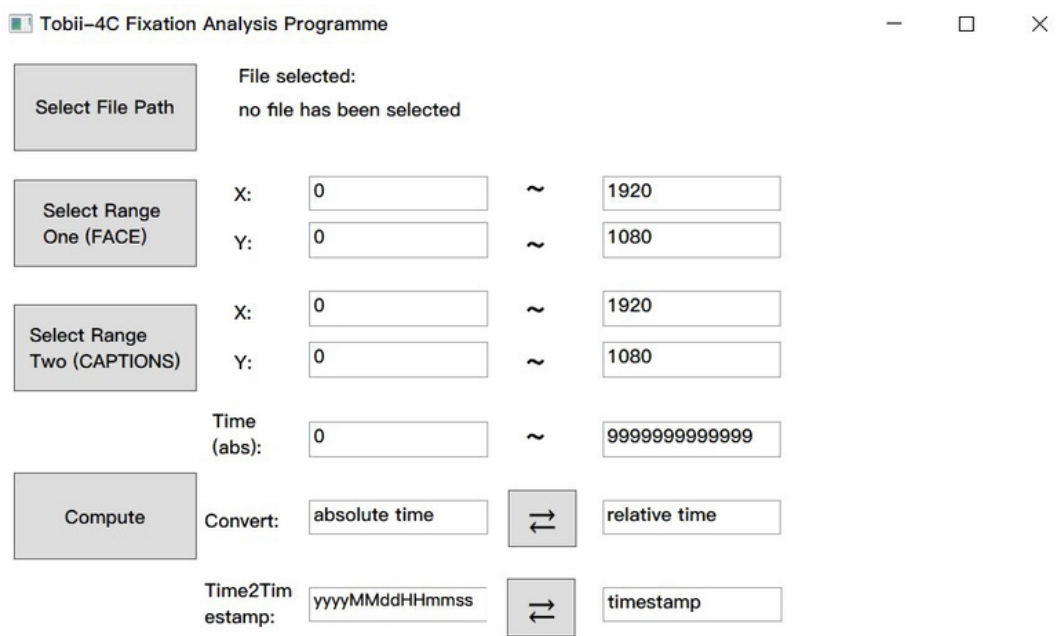 Tobii-4C Fixation Analysis Programme
Select File Path
File selected:
no file has been selected
Select Range
One (FACE)
X: 0 ~ 1920
Y: 0 ~ 1080
Select Range
Two (CAPTIONS)
X: 0 ~ 1920
Y: 0 ~ 1080
Time
(abs): 0 ~ 9999999999999
Compute
Convert: absolute time ⇄ relative time
Time2Tim
estamp: yyyyMMddHHmmss ⇄ timestamp